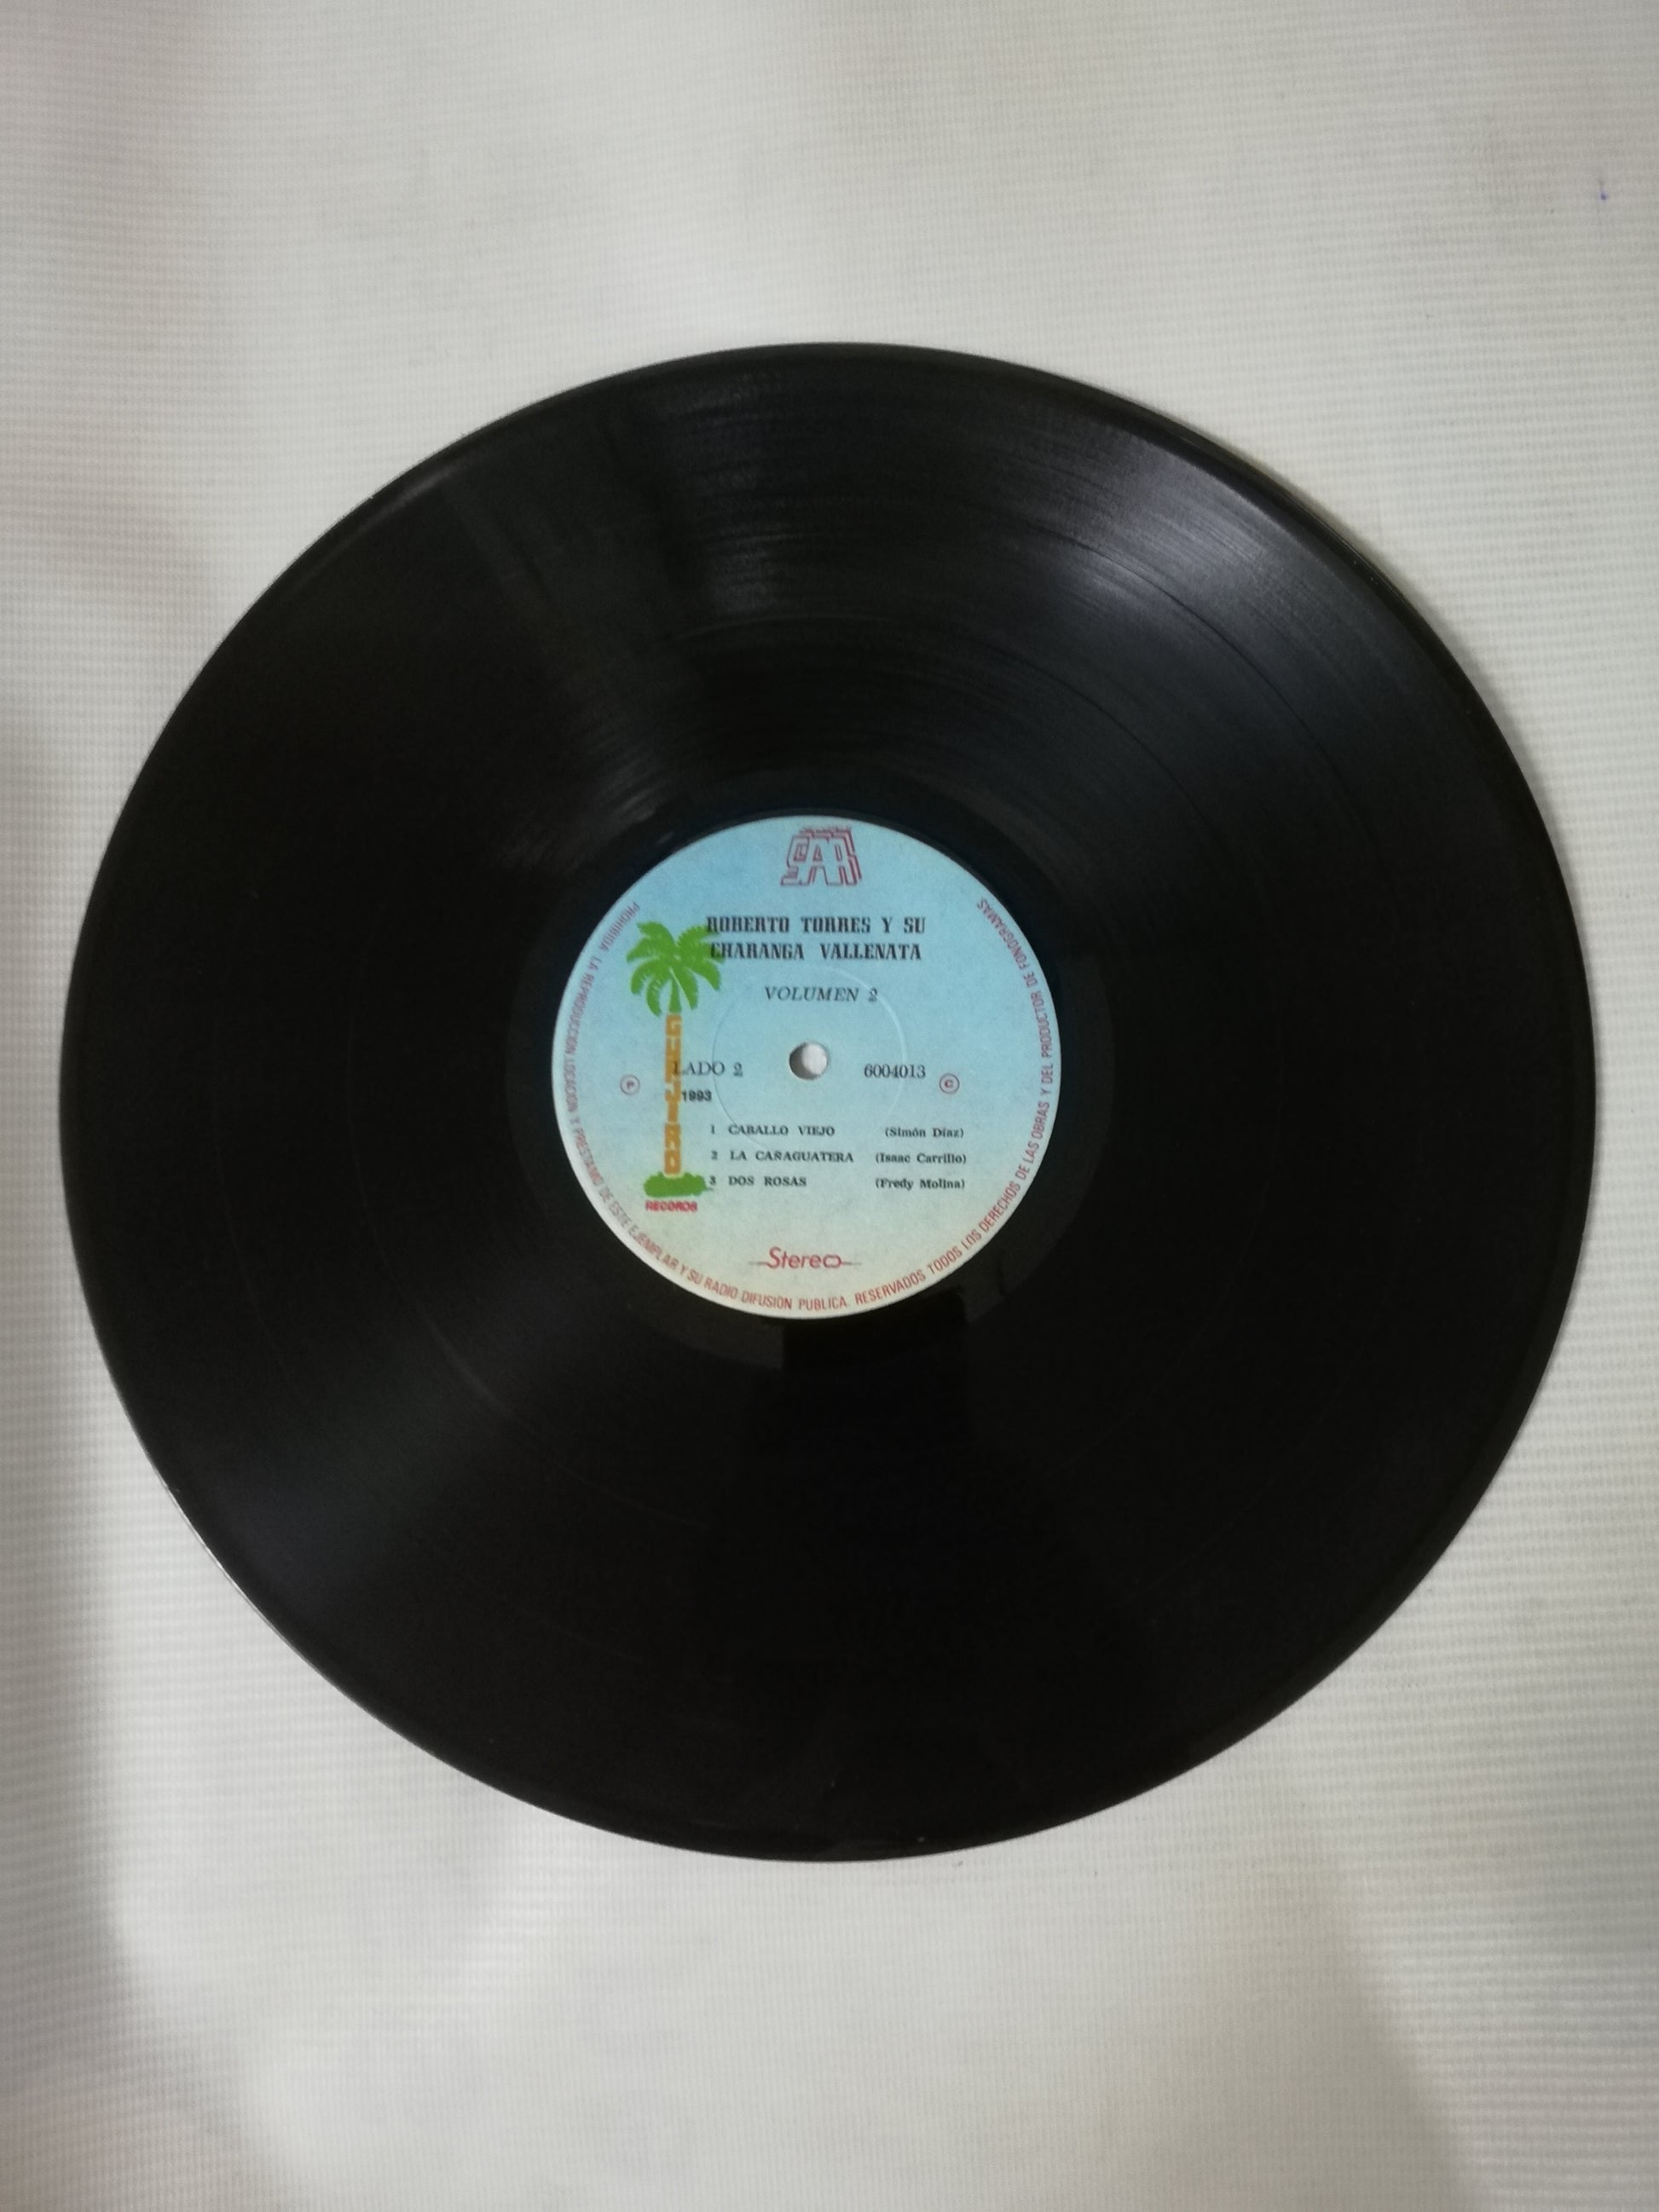 SAR
ROBERTO TORRES Y SU
CHARANGA VALLENATA
VOLUMEN 2
GUAJIRO
RECORDS
LADO 2 6004013
P C
1993
1 CABALLO VIEJO (Simón Díaz)
2 LA CAÑAGUATERA (Isaac Carrillo)
3 DOS ROSAS (Fredy Molina)
Stereo
PROHIBIDA LA REPRODUCCION LOCACION Y PRESTAMO DE ESTE EJEMPLAR Y SU RADIO DIFUSION PUBLICA. RESERVADOS TODOS LOS DERECHOS DE LAS OBRAS Y DEL PRODUCTOR DE FONOGRAMAS